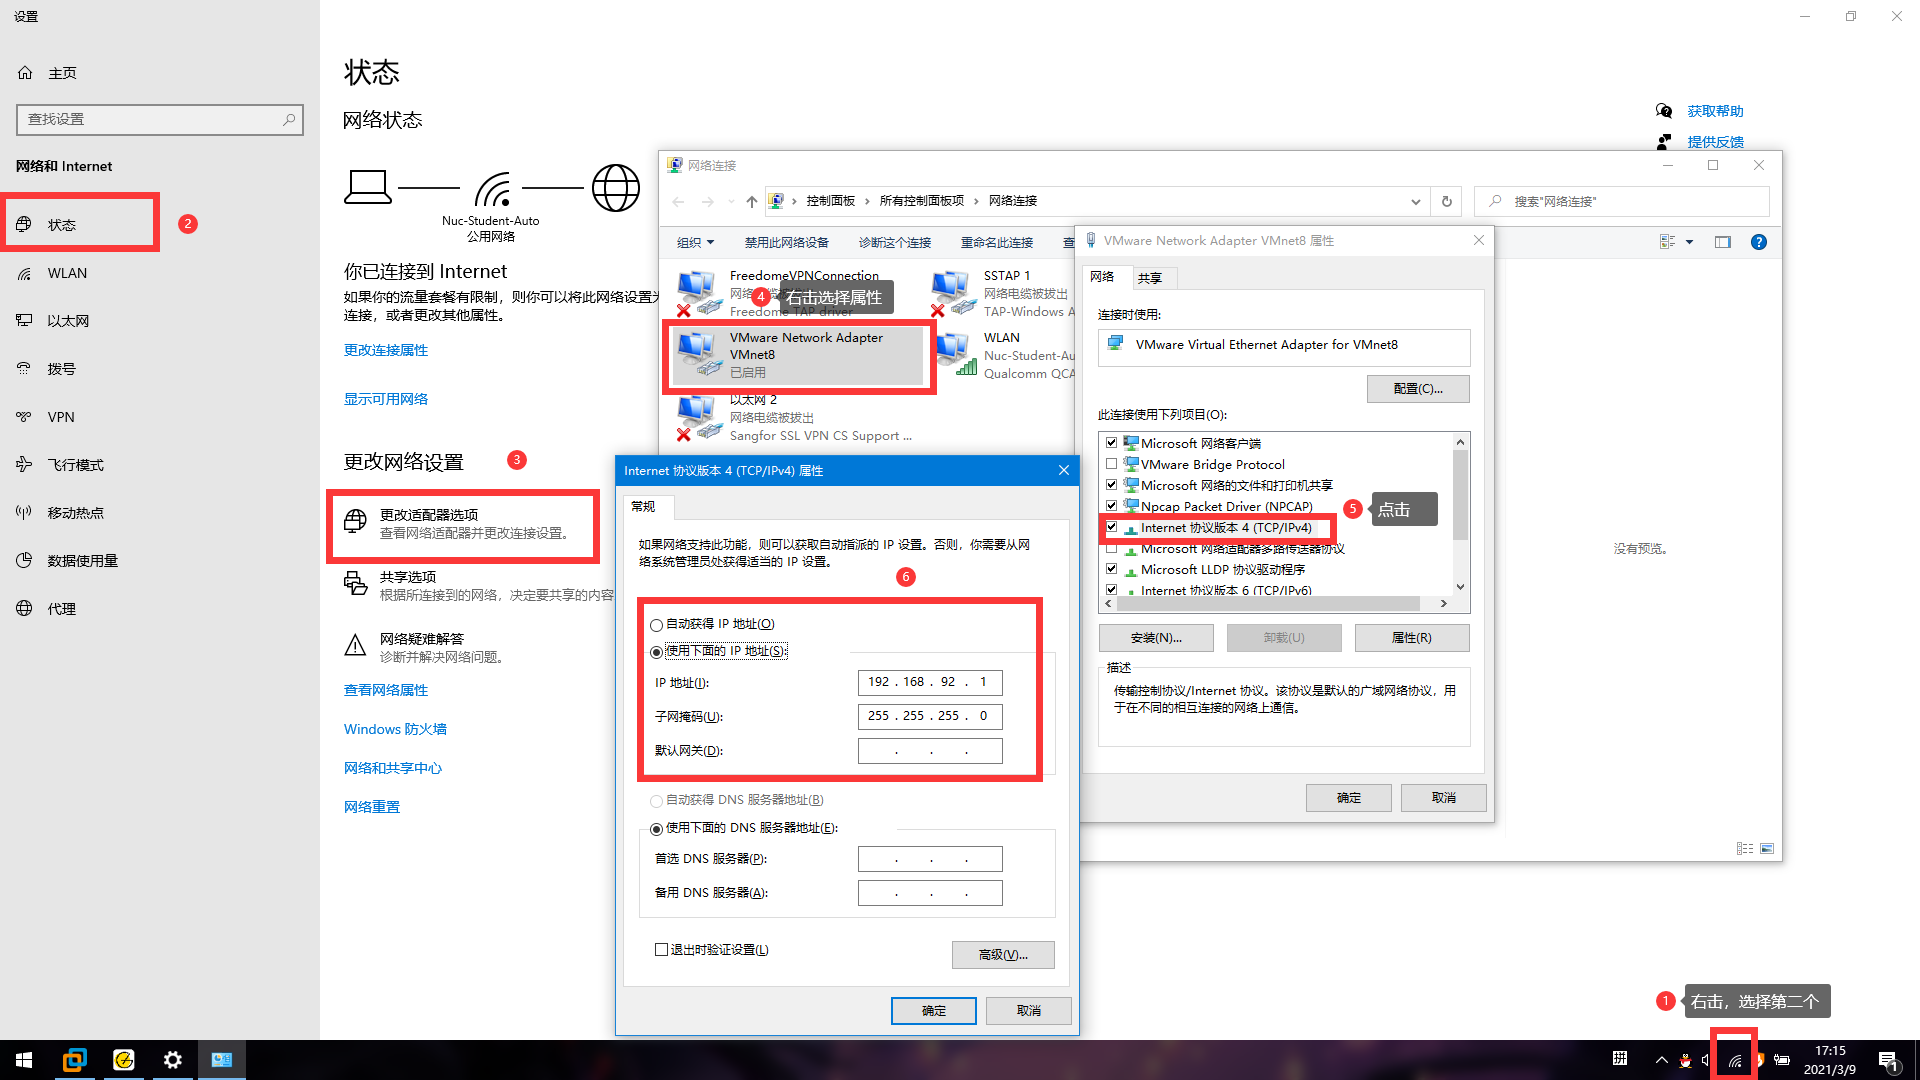 设置
主页
查找设置
网络和 Internet
状态
2
WLAN
以太网
拨号
VPN
飞行模式
移动热点
数据使用量
代理
状态
网络状态
Nuc-Student-Auto
公用网络
你已连接到 Internet
如果你的流量套餐有限制，则你可以将此网络设置为
连接，或者更改其他属性。
更改连接属性
显示可用网络
更改网络设置
3
更改适配器选项
查看网络适配器并更改连接设置。
共享选项
根据所连接到的网络，决定要共享的内容
网络疑难解答
诊断并解决网络问题。
查看网络属性
Windows 防火墙
网络和共享中心
网络重置
获取帮助
提供反馈
网络连接
控制面板 > 所有控制面板项 > 网络连接
搜索"网络连接"
组织 禁用此网络设备 诊断这个连接 重命名此连接 查
FreedomeVPNConnection
网络
Freedome TAP driver
4
右击选择属性
SSTAP 1
网络电缆被拔出
TAP-Windows A
VMware Network Adapter
VMnet8
已启用
WLAN
Nuc-Student-Au
Qualcomm QCA
以太网 2
网络电缆被拔出
Sangfor SSL VPN CS Support ...
没有预览。
VMware Network Adapter VMnet8 属性
网络 共享
连接时使用:
VMware Virtual Ethernet Adapter for VMnet8
配置(C)...
此连接使用下列项目(O):
Microsoft 网络客户端
VMware Bridge Protocol
Microsoft 网络的文件和打印机共享
Npcap Packet Driver (NPCAP)
Internet 协议版本 4 (TCP/IPv4)
5
点击
Microsoft 网络适配器多路传送器协议
Microsoft LLDP 协议驱动程序
Internet 协议版本 6 (TCP/IPv6)
安装(N)... 卸载(U) 属性(R)
描述
传输控制协议/Internet 协议。该协议是默认的广域网络协议，用
于在不同的相互连接的网络上通信。
确定 取消
Internet 协议版本 4 (TCP/IPv4) 属性
常规
如果网络支持此功能，则可以获取自动指派的 IP 设置。否则，你需要从网
络系统管理员处获得适当的 IP 设置。
6
自动获得 IP 地址(O)
使用下面的 IP 地址(S):
IP 地址(I): 192 . 168 . 92 . 1
子网掩码(U): 255 . 255 . 255 . 0
默认网关(D): . . .
自动获得 DNS 服务器地址(B)
使用下面的 DNS 服务器地址(E):
首选 DNS 服务器(P): . . .
备用 DNS 服务器(A): . . .
退出时验证设置(L)
高级(V)...
确定 取消
1
右击，选择第二个
拼
17:15
2021/3/9
1